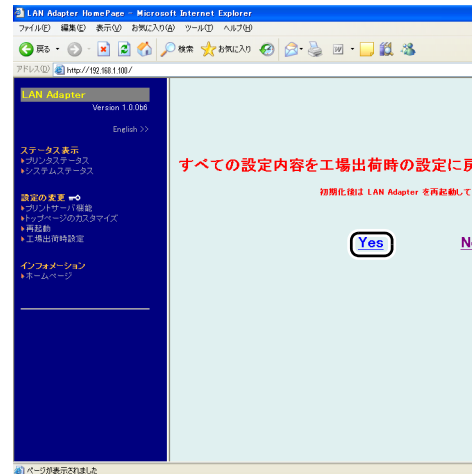 LAN Adapter HomePage - Microsoft Internet Explorer
ファイル(F) 編集(E) 表示(V) お気に入り(A) ツール(T) ヘルプ(H)
戻る 検索 お気に入り
アドレス(D) http://192.168.1.100/
LAN Adapter
Version 1.0.0b6
English >>
ステータス表示
プリンタステータス
システムステータス
すべての設定内容を工場出荷時の設定に戻
初期化後は LAN Adapter を再起動して
設定の変更
プリントサーバ機能
トップページのカスタマイズ
再起動
工場出荷時設定
Yes
インフォメーション
ホームページ
ページが表示されました